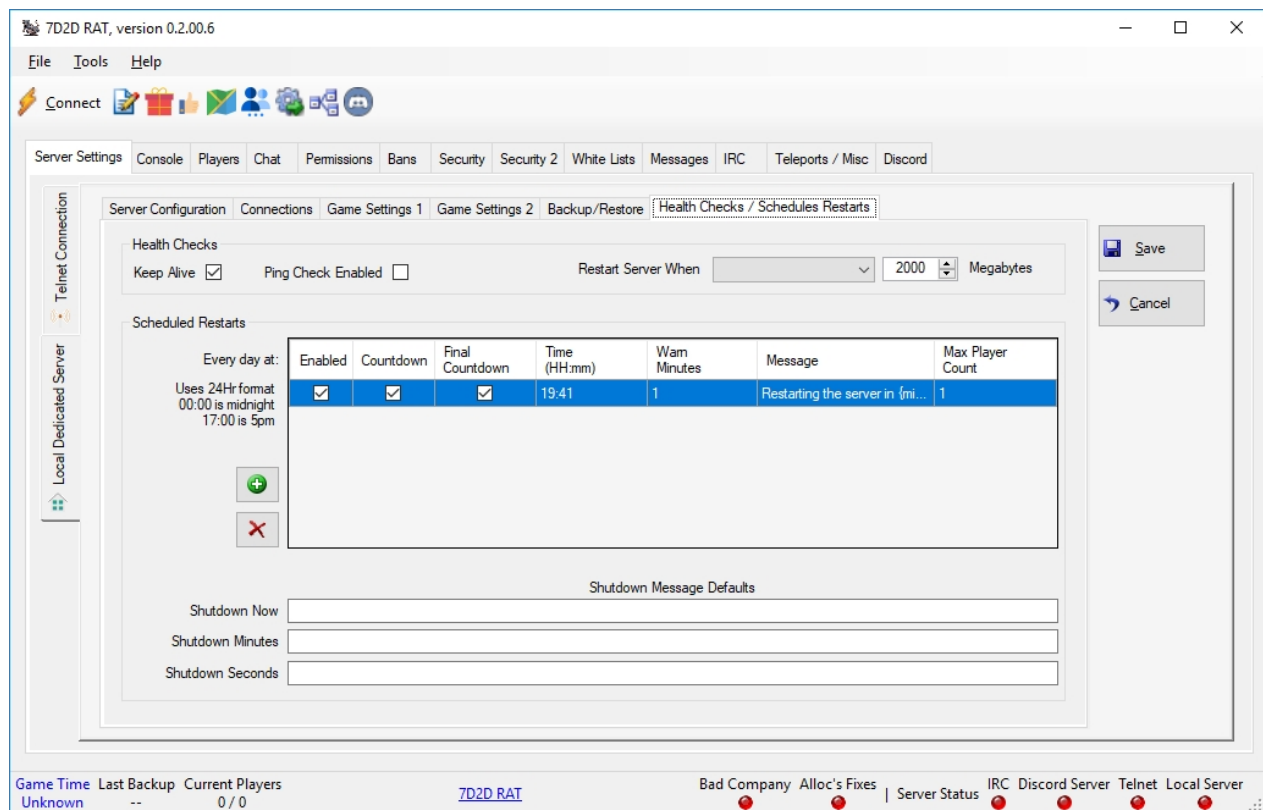 7D2D RAT, version 0.2.00.6
File Tools Help
Connect
Server Settings Console Players Chat Permissions Bans Security Security 2 White Lists Messages IRC Teleports / Misc Discord
Telnet Connection
Local Dedicated Server
Server Configuration Connections Game Settings 1 Game Settings 2 Backup/Restore Health Checks / Schedules Restarts
Save
Cancel
Health Checks
Keep Alive Ping Check Enabled Restart Server When 2000 Megabytes
Scheduled Restarts
Every day at:
Uses 24Hr format
00:00 is midnight
17:00 is 5pm
Enabled Countdown Final Countdown Time (HH:mm) Warn Minutes Message Max Player Count
19:41 1 Restarting the server in {mi... 1
Shutdown Message Defaults
Shutdown Now
Shutdown Minutes
Shutdown Seconds
Game Time Last Backup Current Players Bad Company Alloc's Fixes | Server Status IRC Discord Server Telnet Local Server
Unknown -- 0 / 0 7D2D RAT